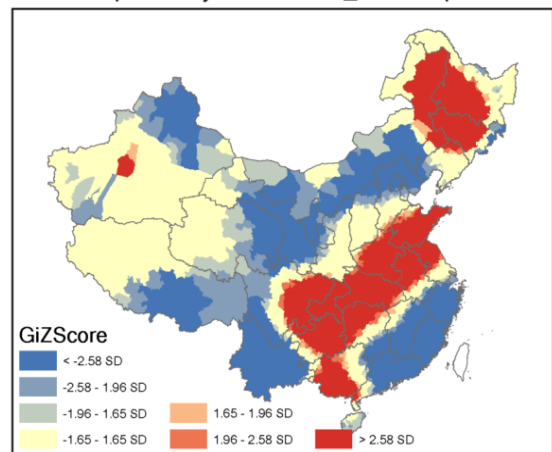 GiZScore
< -2.58 SD
-2.58 - 1.96 SD
-1.96 - 1.65 SD
-1.65 - 1.65 SD
1.65 - 1.96 SD
1.96 - 2.58 SD
> 2.58 SD